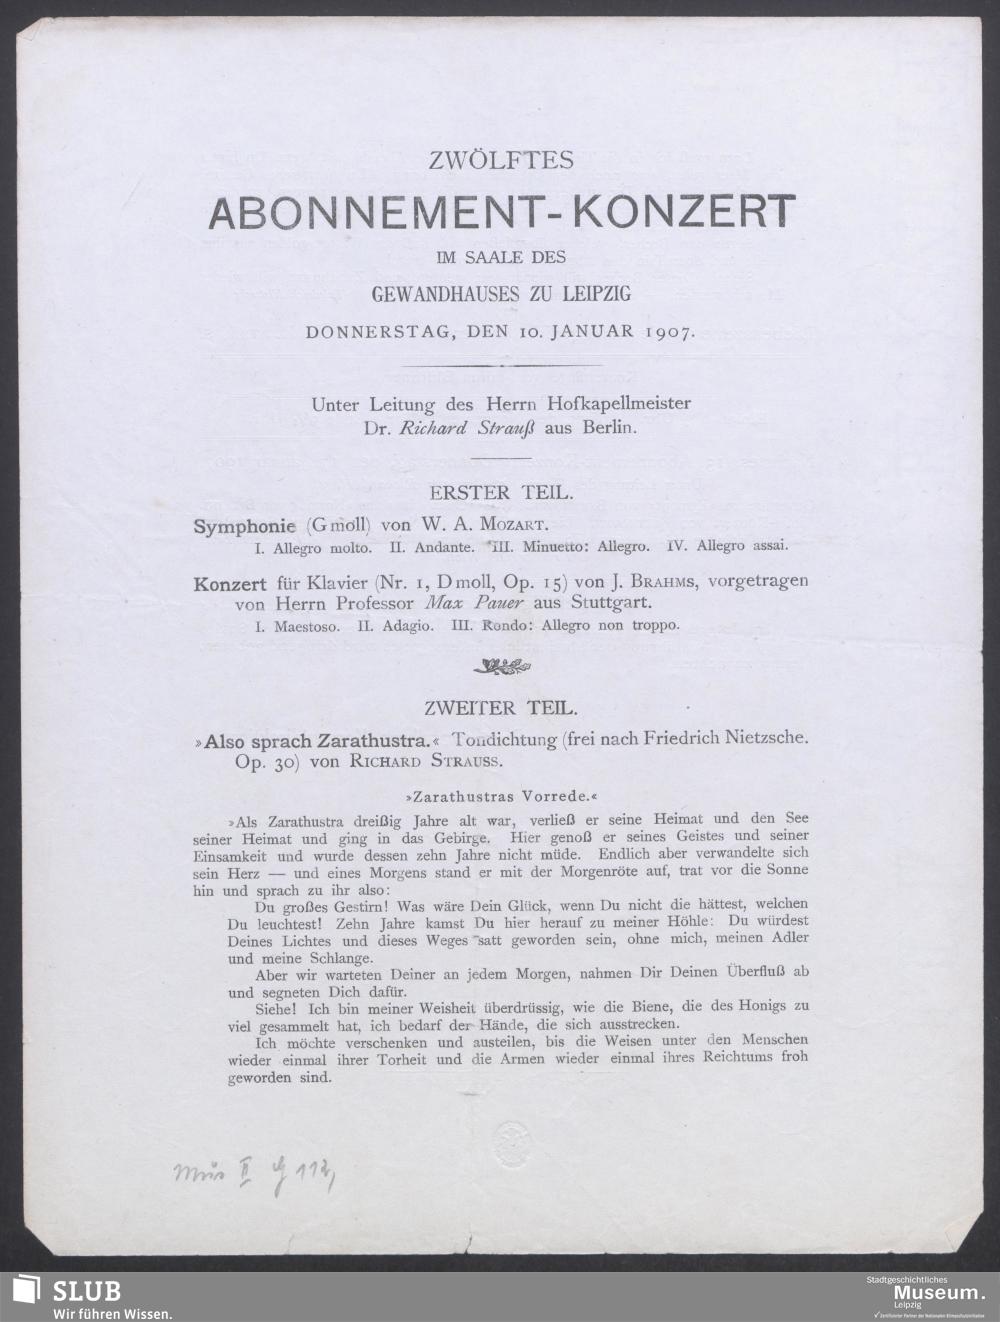 ZWÖLFTES
ABONNEMENT-KONZERT
IM SAALE DES
GEWANDHAUSES ZU LEIPZIG
DONNERSTAG, DEN 10. JANUAR 1907.
Unter Leitung des Herrn Hofkapellmeister
Dr. Richard Strauß aus Berlin.
ERSTER TEIL.
Symphonie (G moll) von W. A. MOZART.
I. Allegro molto. II. Andante. III. Minuetto: Allegro. IV. Allegro assai.
Konzert für Klavier (Nr. 1, D moll, Op. 15) von J. BRAHMS, vorgetragen
von Herrn Professor Max Pauer aus Stuttgart.
I. Maestoso. II. Adagio. III. Rondo: Allegro non troppo.
ZWEITER TEIL.
»Also sprach Zarathustra.« Tondichtung (frei nach Friedrich Nietzsche.
Op. 30) von RICHARD STRAUSS.
»Zarathustras Vorrede.«
»Als Zarathustra dreißig Jahre alt war, verließ er seine Heimat und den See
seiner Heimat und ging in das Gebirge. Hier genoß er seines Geistes und seiner
Einsamkeit und wurde dessen zehn Jahre nicht müde. Endlich aber verwandelte sich
sein Herz — und eines Morgens stand er mit der Morgenröte auf, trat vor die Sonne
hin und sprach zu ihr also:
Du großes Gestirn! Was wäre Dein Glück, wenn Du nicht die hättest, welchen
Du leuchtest! Zehn Jahre kamst Du hier herauf zu meiner Höhle: Du würdest
Deines Lichtes und dieses Weges satt geworden sein, ohne mich, meinen Adler
und meine Schlange.
Aber wir warteten Deiner an jedem Morgen, nahmen Dir Deinen Überfluß ab
und segneten Dich dafür.
Siehe! Ich bin meiner Weisheit überdrüssig, wie die Biene, die des Honigs zu
viel gesammelt hat, ich bedarf der Hände, die sich ausstrecken.
Ich möchte verschenken und austeilen, bis die Weisen unter den Menschen
wieder einmal ihrer Torheit und die Armen wieder einmal ihres Reichtums froh
geworden sind.
Mus II G 112,
SLUB
Wir führen Wissen.
Stadtgeschichtliches
Museum.
Leipzig
Zertifizierter Partner der Nationalen Klimaschutzinitiative